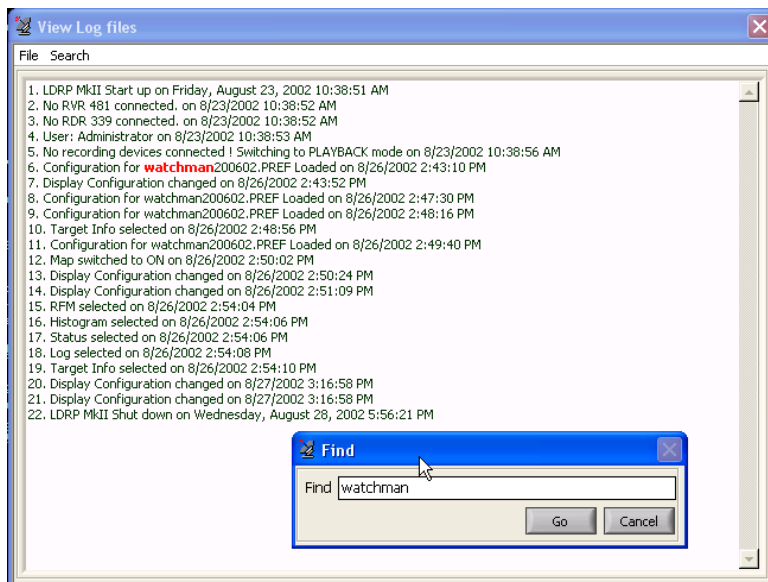 View Log files
File Search
1. LDRP MkII Start up on Friday, August 23, 2002 10:38:51 AM
2. No RVR 481 connected. on 8/23/2002 10:38:52 AM
3. No RDR 339 connected. on 8/23/2002 10:38:52 AM
4. User: Administrator on 8/23/2002 10:38:53 AM
5. No recording devices connected ! Switching to PLAYBACK mode on 8/23/2002 10:38:56 AM
6. Configuration for watchman200602.PREF Loaded on 8/26/2002 2:43:10 PM
7. Display Configuration changed on 8/26/2002 2:43:52 PM
8. Configuration for watchman200602.PREF Loaded on 8/26/2002 2:47:30 PM
9. Configuration for watchman200602.PREF Loaded on 8/26/2002 2:48:16 PM
10. Target Info selected on 8/26/2002 2:48:56 PM
11. Configuration for watchman200602.PREF Loaded on 8/26/2002 2:49:40 PM
12. Map switched to ON on 8/26/2002 2:50:02 PM
13. Display Configuration changed on 8/26/2002 2:50:24 PM
14. Display Configuration changed on 8/26/2002 2:51:09 PM
15. RFM selected on 8/26/2002 2:54:04 PM
16. Histogram selected on 8/26/2002 2:54:06 PM
17. Status selected on 8/26/2002 2:54:06 PM
18. Log selected on 8/26/2002 2:54:08 PM
19. Target Info selected on 8/26/2002 2:54:10 PM
20. Display Configuration changed on 8/27/2002 3:16:58 PM
21. Display Configuration changed on 8/27/2002 3:16:58 PM
22. LDRP MkII Shut down on Wednesday, August 28, 2002 5:56:21 PM
Find
Find watchman
Go Cancel